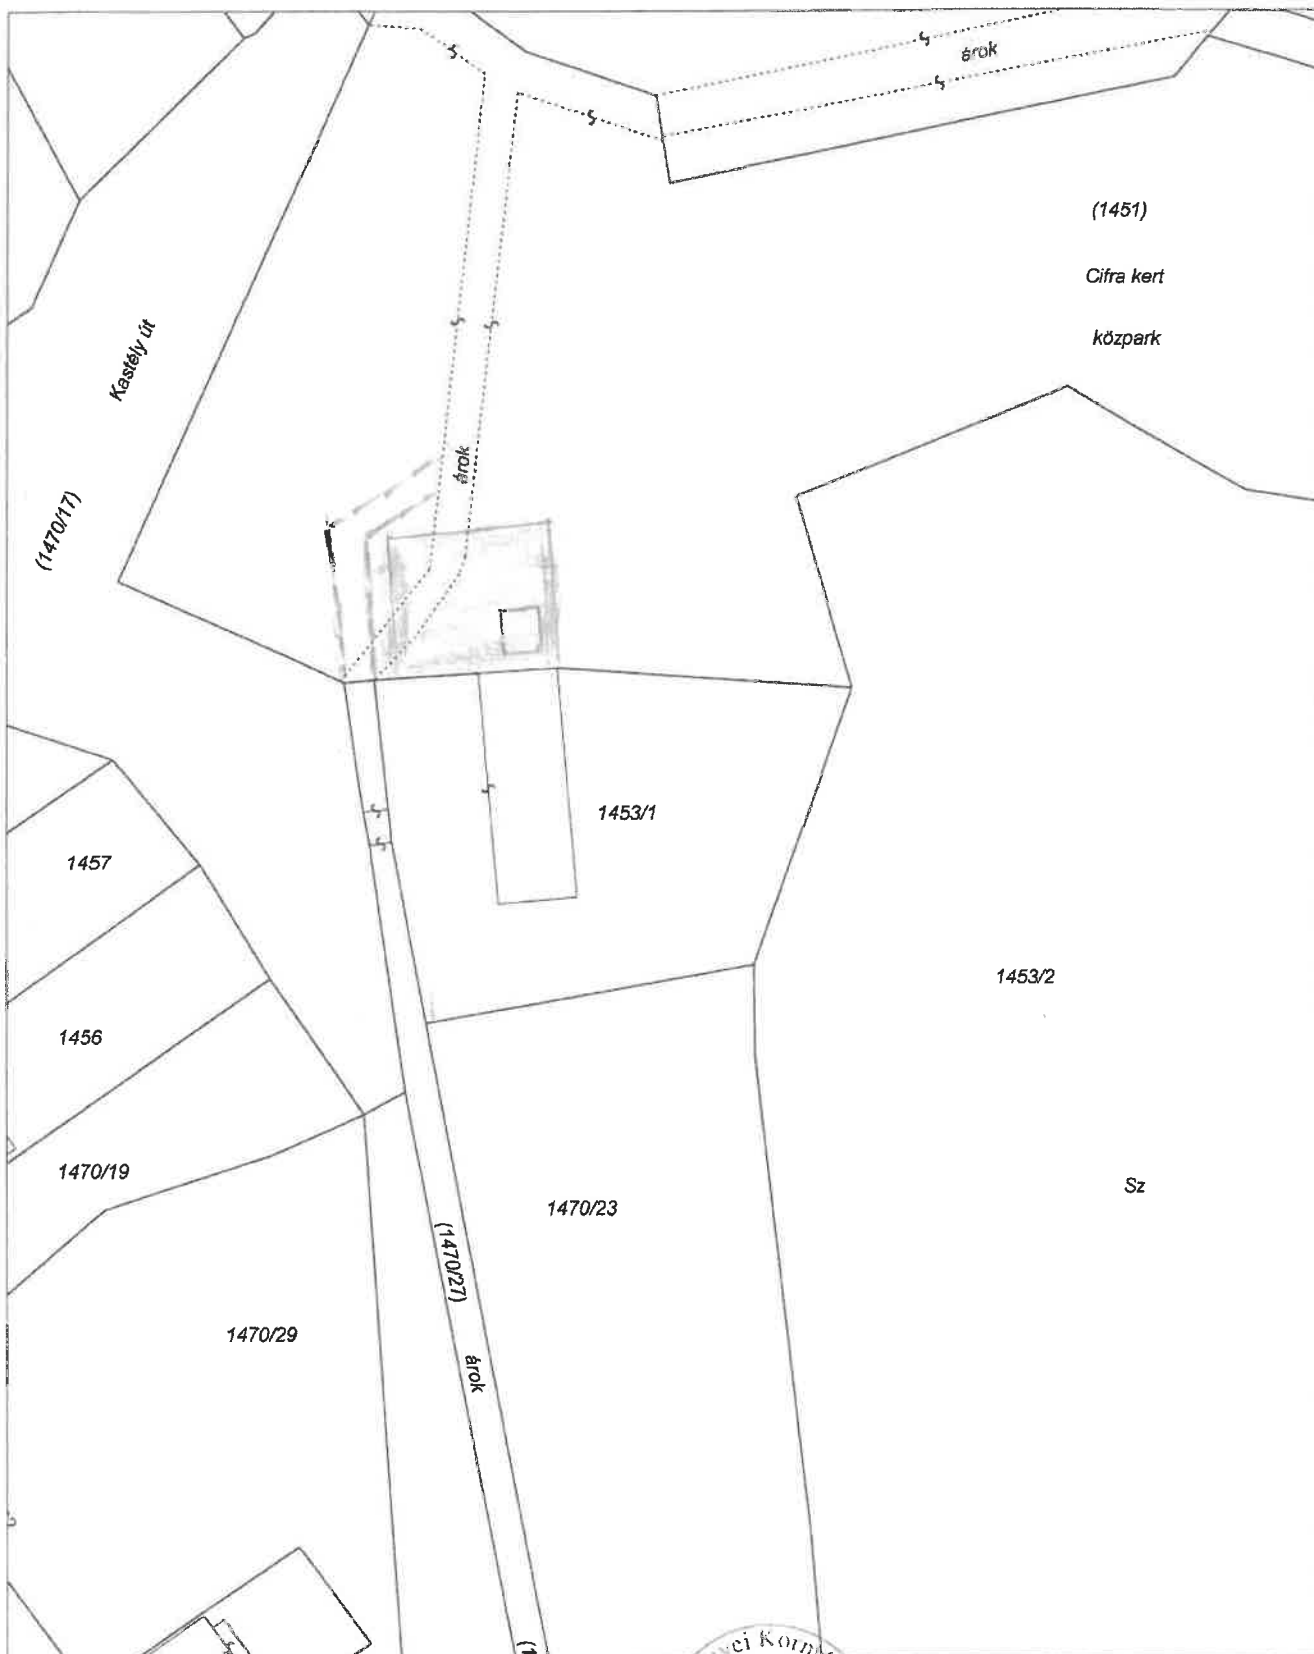 árok
(1451)
Cifra kert
közpark
Kastély út
árok
(1470/17)
1453/1
1457
1453/2
1456
1470/19
Sz
1470/23
(1470/27)
1470/29
árok